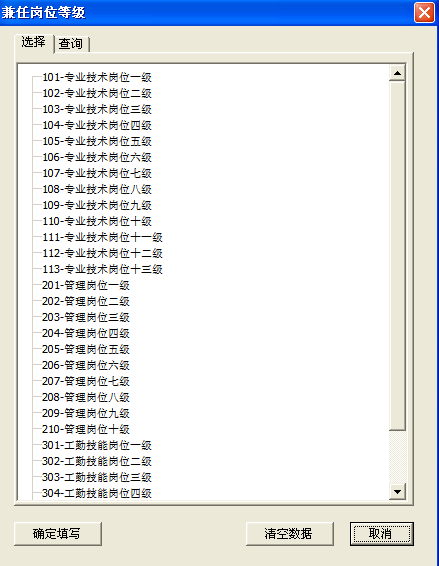 兼任岗位等级
选择 查询
101-专业技术岗位一级
102-专业技术岗位二级
103-专业技术岗位三级
104-专业技术岗位四级
105-专业技术岗位五级
106-专业技术岗位六级
107-专业技术岗位七级
108-专业技术岗位八级
109-专业技术岗位九级
110-专业技术岗位十级
111-专业技术岗位十一级
112-专业技术岗位十二级
113-专业技术岗位十三级
201-管理岗位一级
202-管理岗位二级
203-管理岗位三级
204-管理岗位四级
205-管理岗位五级
206-管理岗位六级
207-管理岗位七级
208-管理岗位八级
209-管理岗位九级
210-管理岗位十级
301-工勤技能岗位一级
302-工勤技能岗位二级
303-工勤技能岗位三级
304-工勤技能岗位四级
确定填写 清空数据 取消